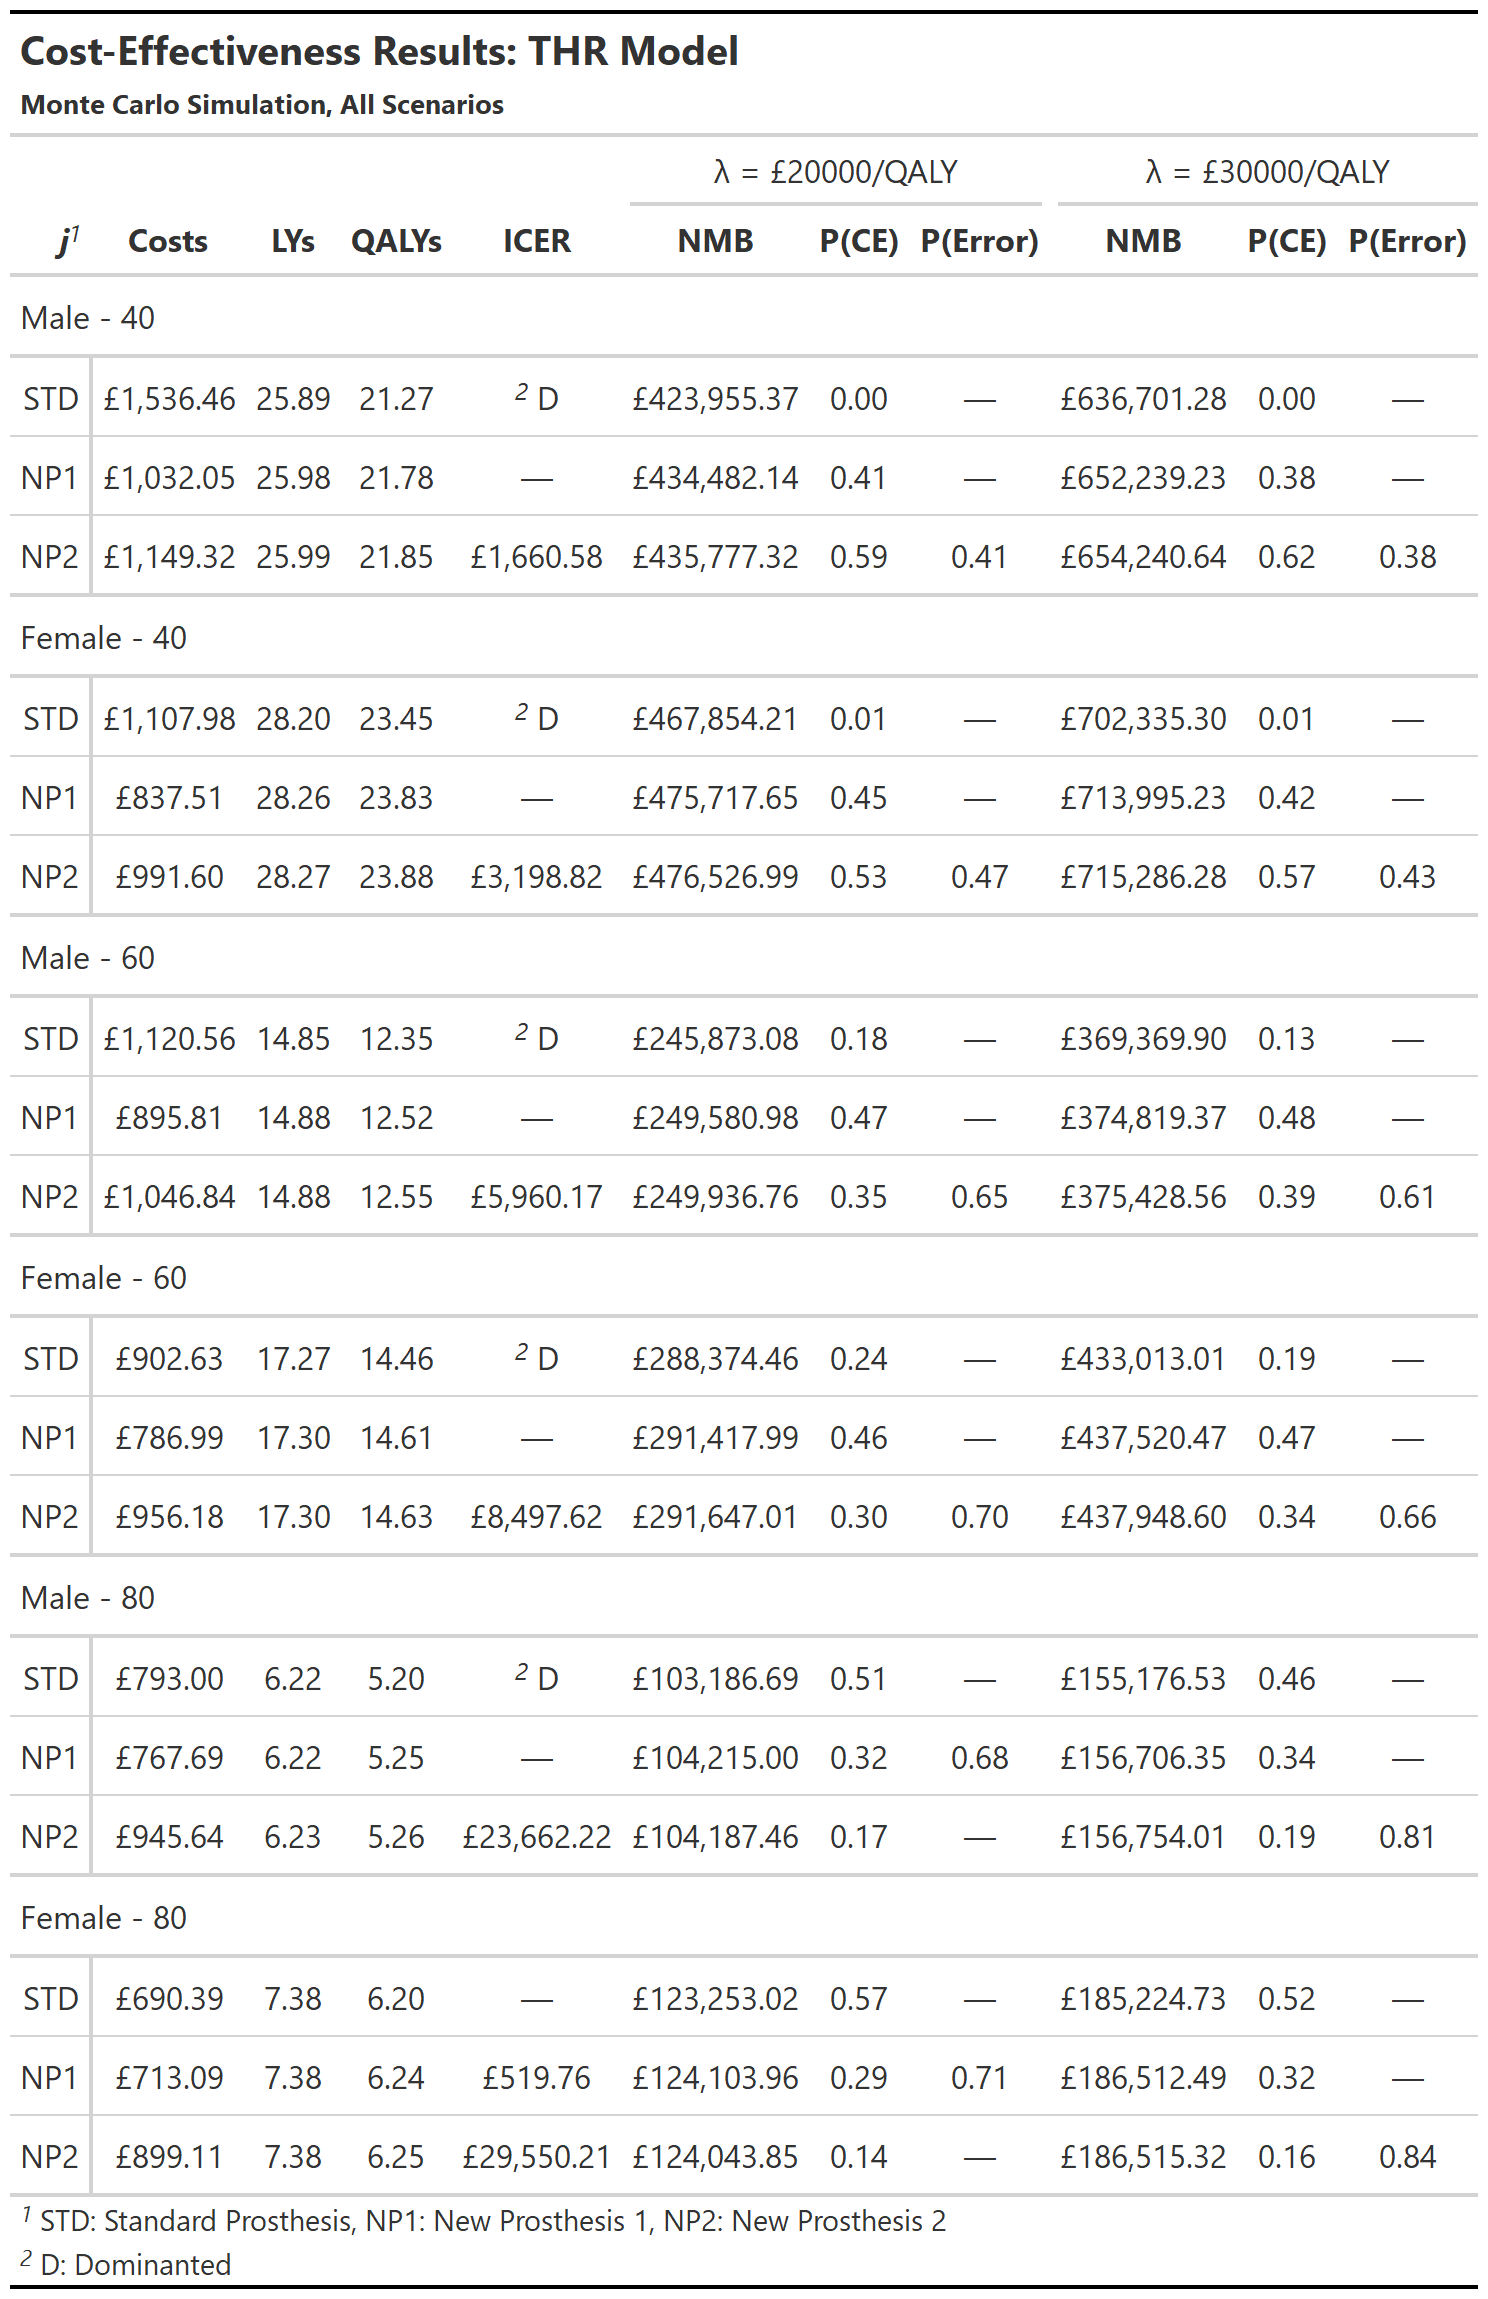 Cost-Effectiveness Results: THR Model
Monte Carlo Simulation, All Scenarios
λ = £20000/QALY λ = £30000/QALY
j1 Costs LYs QALYs ICER NMB P(CE) P(Error) NMB P(CE) P(Error)
Male - 40
STD £1,536.46 25.89 21.27 2 D £423,955.37 0.00 — £636,701.28 0.00 —
NP1 £1,032.05 25.98 21.78 — £434,482.14 0.41 — £652,239.23 0.38 —
NP2 £1,149.32 25.99 21.85 £1,660.58 £435,777.32 0.59 0.41 £654,240.64 0.62 0.38
Female - 40
STD £1,107.98 28.20 23.45 2 D £467,854.21 0.01 — £702,335.30 0.01 —
NP1 £837.51 28.26 23.83 — £475,717.65 0.45 — £713,995.23 0.42 —
NP2 £991.60 28.27 23.88 £3,198.82 £476,526.99 0.53 0.47 £715,286.28 0.57 0.43
Male - 60
STD £1,120.56 14.85 12.35 2 D £245,873.08 0.18 — £369,369.90 0.13 —
NP1 £895.81 14.88 12.52 — £249,580.98 0.47 — £374,819.37 0.48 —
NP2 £1,046.84 14.88 12.55 £5,960.17 £249,936.76 0.35 0.65 £375,428.56 0.39 0.61
Female - 60
STD £902.63 17.27 14.46 2 D £288,374.46 0.24 — £433,013.01 0.19 —
NP1 £786.99 17.30 14.61 — £291,417.99 0.46 — £437,520.47 0.47 —
NP2 £956.18 17.30 14.63 £8,497.62 £291,647.01 0.30 0.70 £437,948.60 0.34 0.66
Male - 80
STD £793.00 6.22 5.20 2 D £103,186.69 0.51 — £155,176.53 0.46 —
NP1 £767.69 6.22 5.25 — £104,215.00 0.32 0.68 £156,706.35 0.34 —
NP2 £945.64 6.23 5.26 £23,662.22 £104,187.46 0.17 — £156,754.01 0.19 0.81
Female - 80
STD £690.39 7.38 6.20 — £123,253.02 0.57 — £185,224.73 0.52 —
NP1 £713.09 7.38 6.24 £519.76 £124,103.96 0.29 0.71 £186,512.49 0.32 —
NP2 £899.11 7.38 6.25 £29,550.21 £124,043.85 0.14 — £186,515.32 0.16 0.84
1 STD: Standard Prosthesis, NP1: New Prosthesis 1, NP2: New Prosthesis 2
2 D: Dominanted